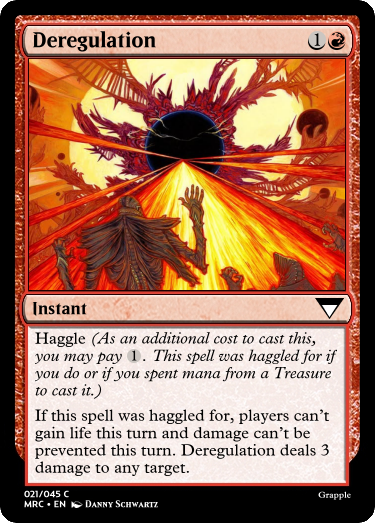 Deregulation 1
Instant
Haggle (As an additional cost to cast this,
you may pay 1. This spell was haggled for if
you do or if you spent mana from a Treasure
to cast it.)
If this spell was haggled for, players can't
gain life this turn and damage can't be
prevented this turn. Deregulation deals 3
damage to any target.
021/045 C
MRC • EN Danny Schwartz
Grapple